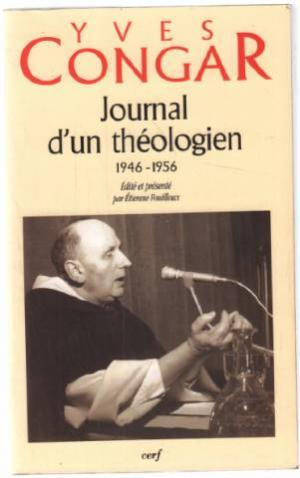 YVES
CONGAR
Journal
d'un théologien
1946-1956
Édité et présenté
par Étienne Fouilloux
cerf